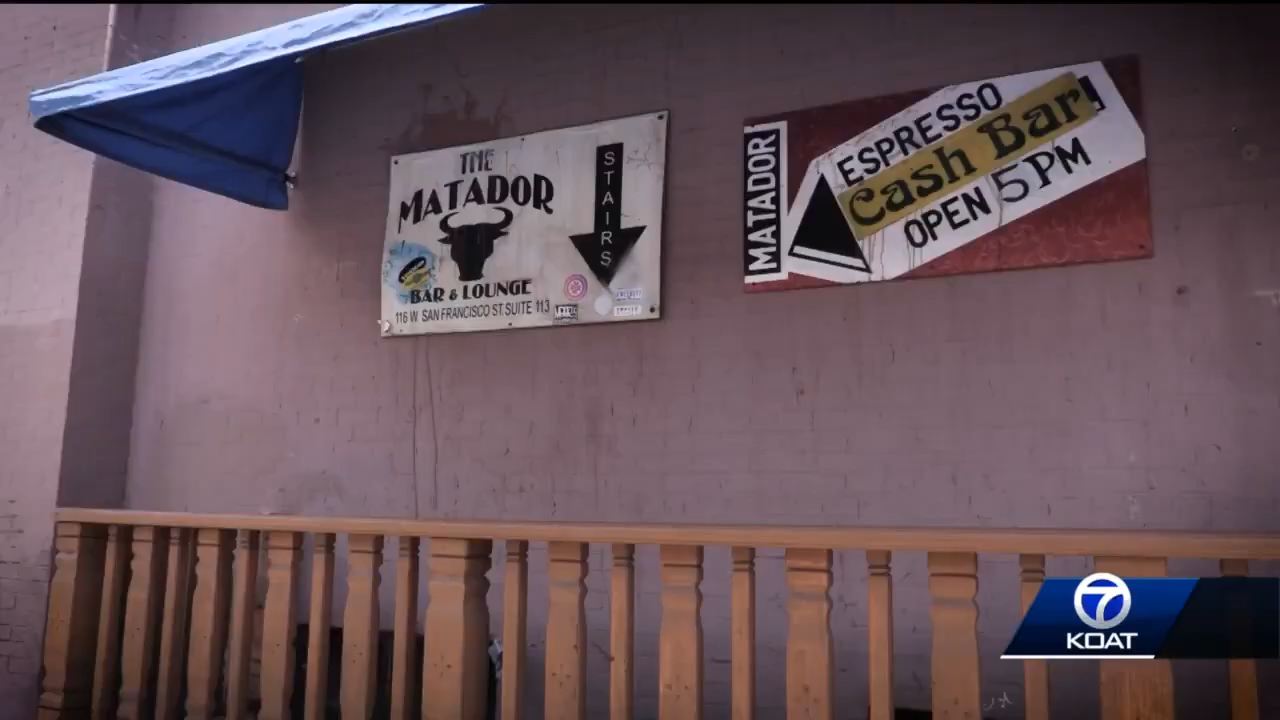 THE
MATADOR
BAR & LOUNGE
116 W SAN FRANCISCO ST. SUITE 113
STAIRS
MATADOR
ESPRESSO
Cash Bar!
OPEN 5PM
7
KOAT